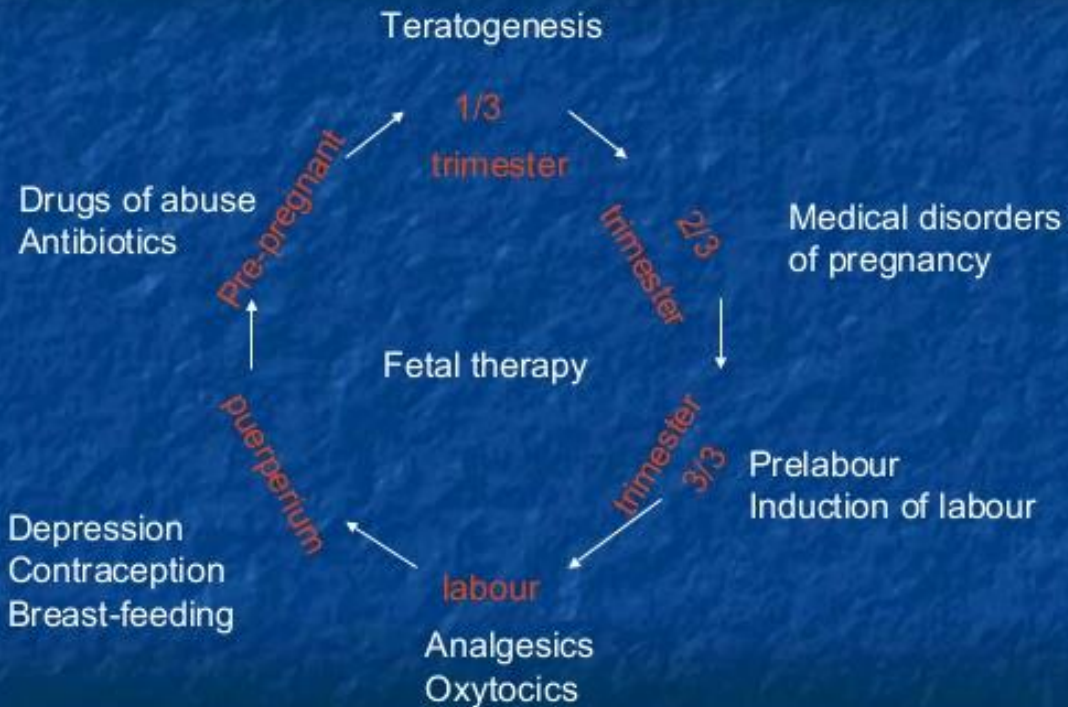 Teratogenesis
1/3
trimester
2/3
trimester
Medical disorders
of pregnancy
3/3
trimester
Prelabour
Induction of labour
labour
Analgesics
Oxytocics
puerperium
Depression
Contraception
Breast-feeding
Pre-pregnant
Drugs of abuse
Antibiotics
Fetal therapy